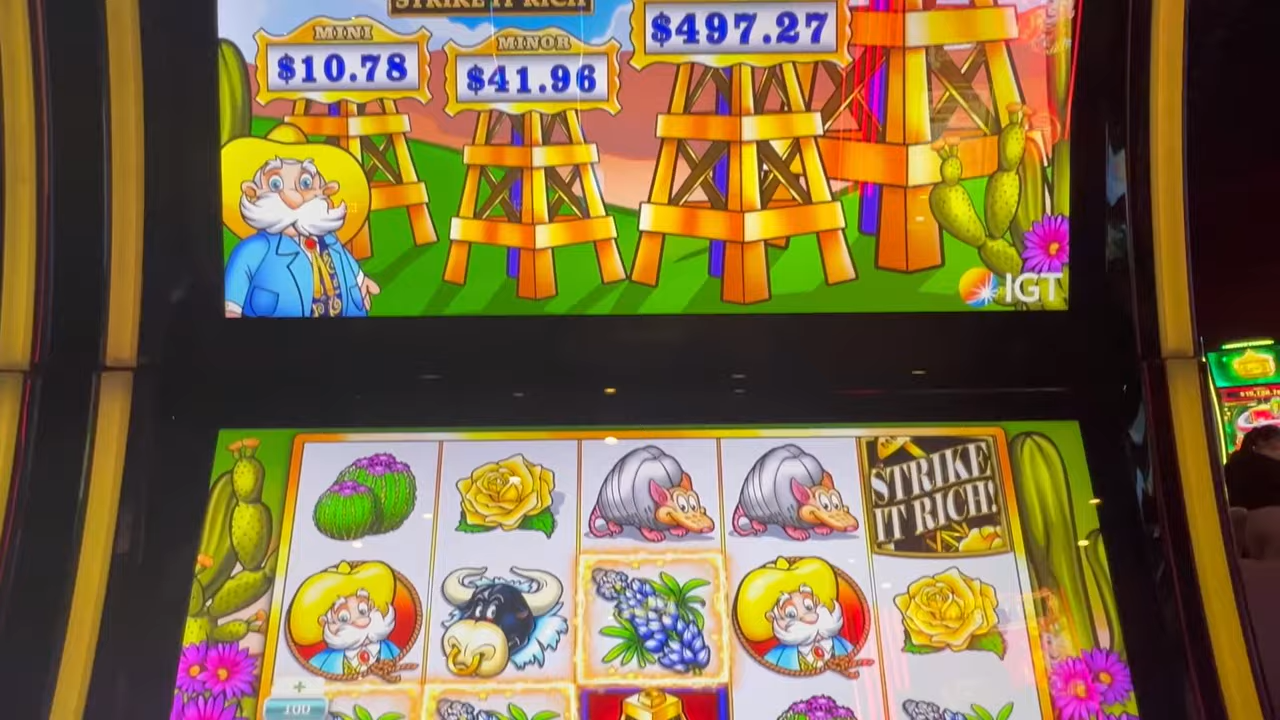 STRIKE IT RICH
MINI
$10.78
MINOR
$41.96
$497.27
IGT
STRIKE
IT RICH!
100